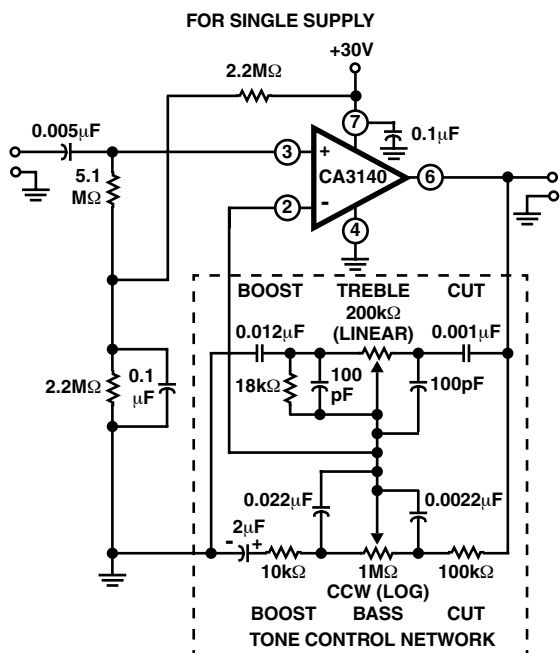 FOR SINGLE SUPPLY
+30V
2.2MΩ
0.005μF
7
0.1μF
3
+
CA3140
6
5.1
MΩ
2
-
4
BOOST TREBLE CUT
200kΩ
(LINEAR)
0.012μF
0.001μF
18kΩ
100
pF
100pF
2.2MΩ
0.1
μF
0.022μF
0.0022μF
2μF
- +
10kΩ
1MΩ
100kΩ
CCW (LOG)
BOOST BASS CUT
TONE CONTROL NETWORK